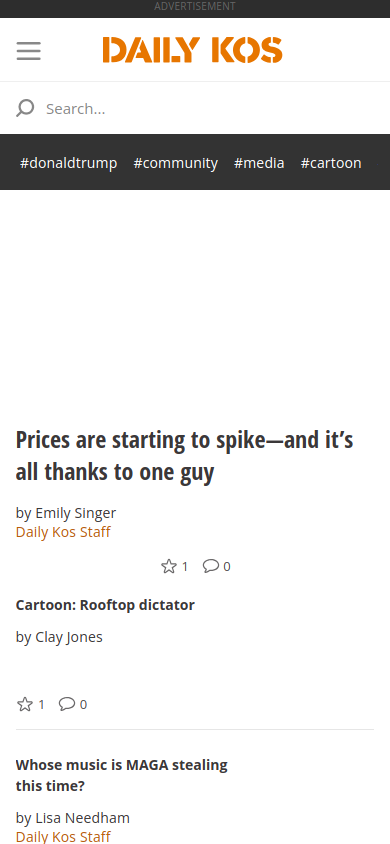 ADVERTISEMENT
DAILY KOS
Search...
#donaldtrump #community #media #cartoon
Prices are starting to spike—and it’s
all thanks to one guy
by Emily Singer
Daily Kos Staff
1 0
Cartoon: Rooftop dictator
by Clay Jones
1 0
Whose music is MAGA stealing
this time?
by Lisa Needham
Daily Kos Staff